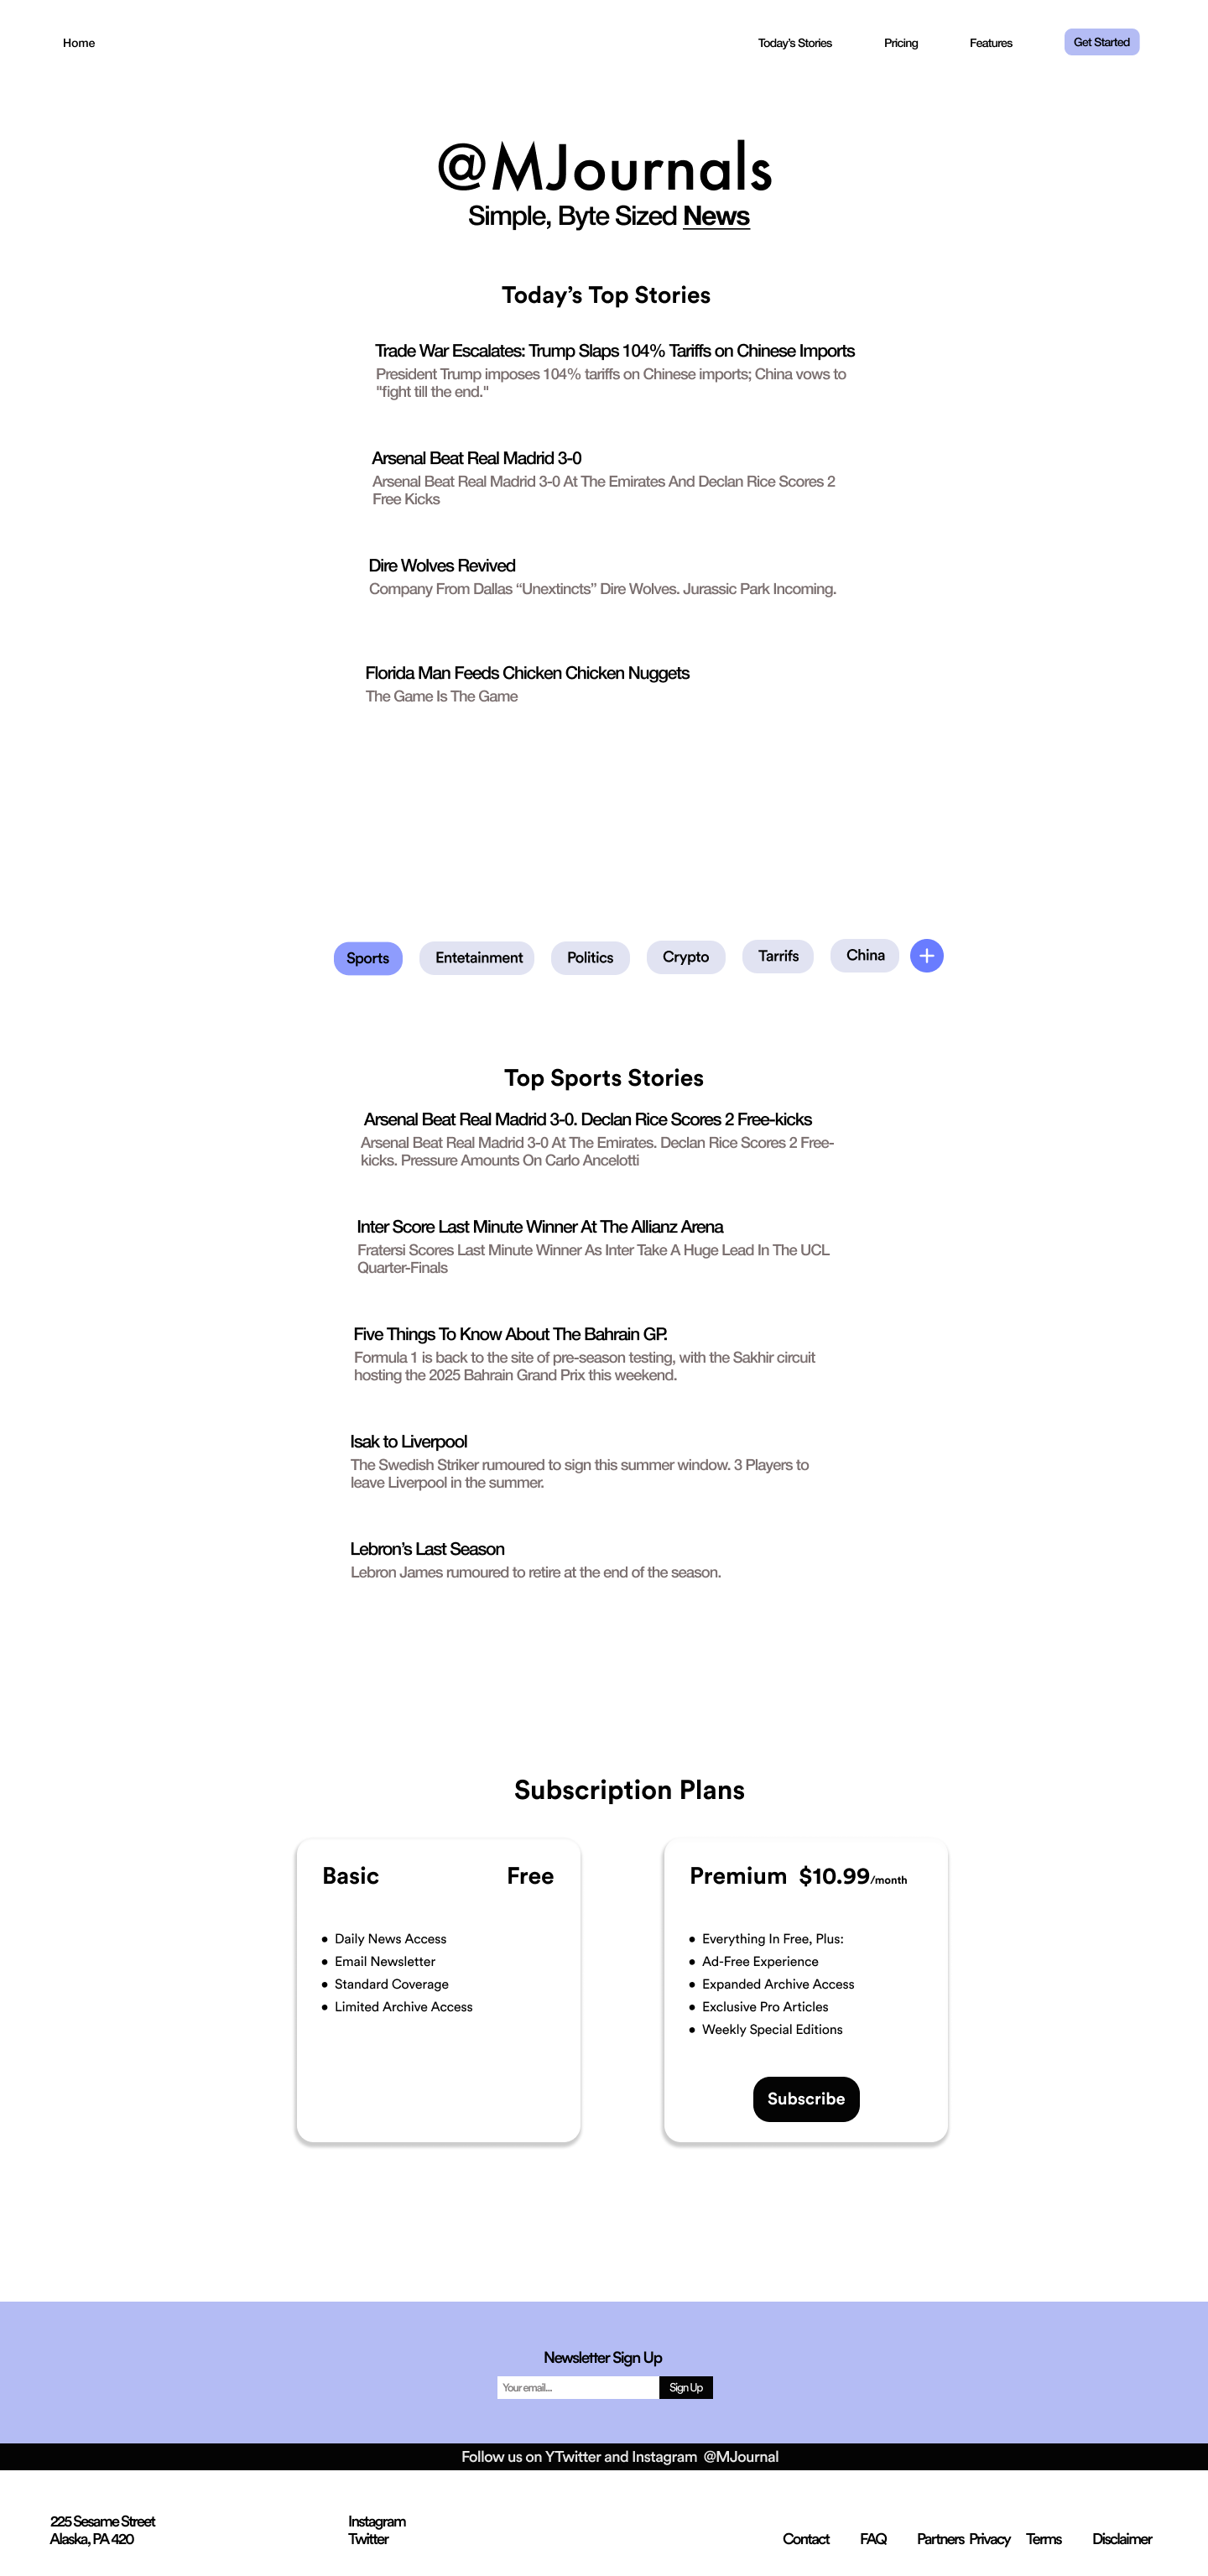 Home Today’s Stories Pricing Features Get Started
@MJournals
Simple, Byte Sized News
Today’s Top Stories
Trade War Escalates: Trump Slaps 104% Tariffs on Chinese Imports
President Trump imposes 104% tariffs on Chinese imports; China vows to
"fight till the end."
Arsenal Beat Real Madrid 3-0
Arsenal Beat Real Madrid 3-0 At The Emirates And Declan Rice Scores 2
Free Kicks
Dire Wolves Revived
Company From Dallas “Unextincts” Dire Wolves. Jurassic Park Incoming.
Florida Man Feeds Chicken Chicken Nuggets
The Game Is The Game
Sports Entetainment Politics Crypto Tarrifs China +
Top Sports Stories
Arsenal Beat Real Madrid 3-0. Declan Rice Scores 2 Free-kicks
Arsenal Beat Real Madrid 3-0 At The Emirates. Declan Rice Scores 2 Free-
kicks. Pressure Amounts On Carlo Ancelotti
Inter Score Last Minute Winner At The Allianz Arena
Fratersi Scores Last Minute Winner As Inter Take A Huge Lead In The UCL
Quarter-Finals
Five Things To Know About The Bahrain GP.
Formula 1 is back to the site of pre-season testing, with the Sakhir circuit
hosting the 2025 Bahrain Grand Prix this weekend.
Isak to Liverpool
The Swedish Striker rumoured to sign this summer window. 3 Players to
leave Liverpool in the summer.
Lebron’s Last Season
Lebron James rumoured to retire at the end of the season.
Subscription Plans
Basic Free
• Daily News Access
• Email Newsletter
• Standard Coverage
• Limited Archive Access
Premium $10.99/month
• Everything In Free, Plus:
• Ad-Free Experience
• Expanded Archive Access
• Exclusive Pro Articles
• Weekly Special Editions
Subscribe
Newsletter Sign Up
Your email... Sign Up
Follow us on YTwitter and Instagram @MJournal
225 Sesame Street
Alaska, PA 420
Instagram
Twitter
Contact FAQ Partners Privacy Terms Disclaimer